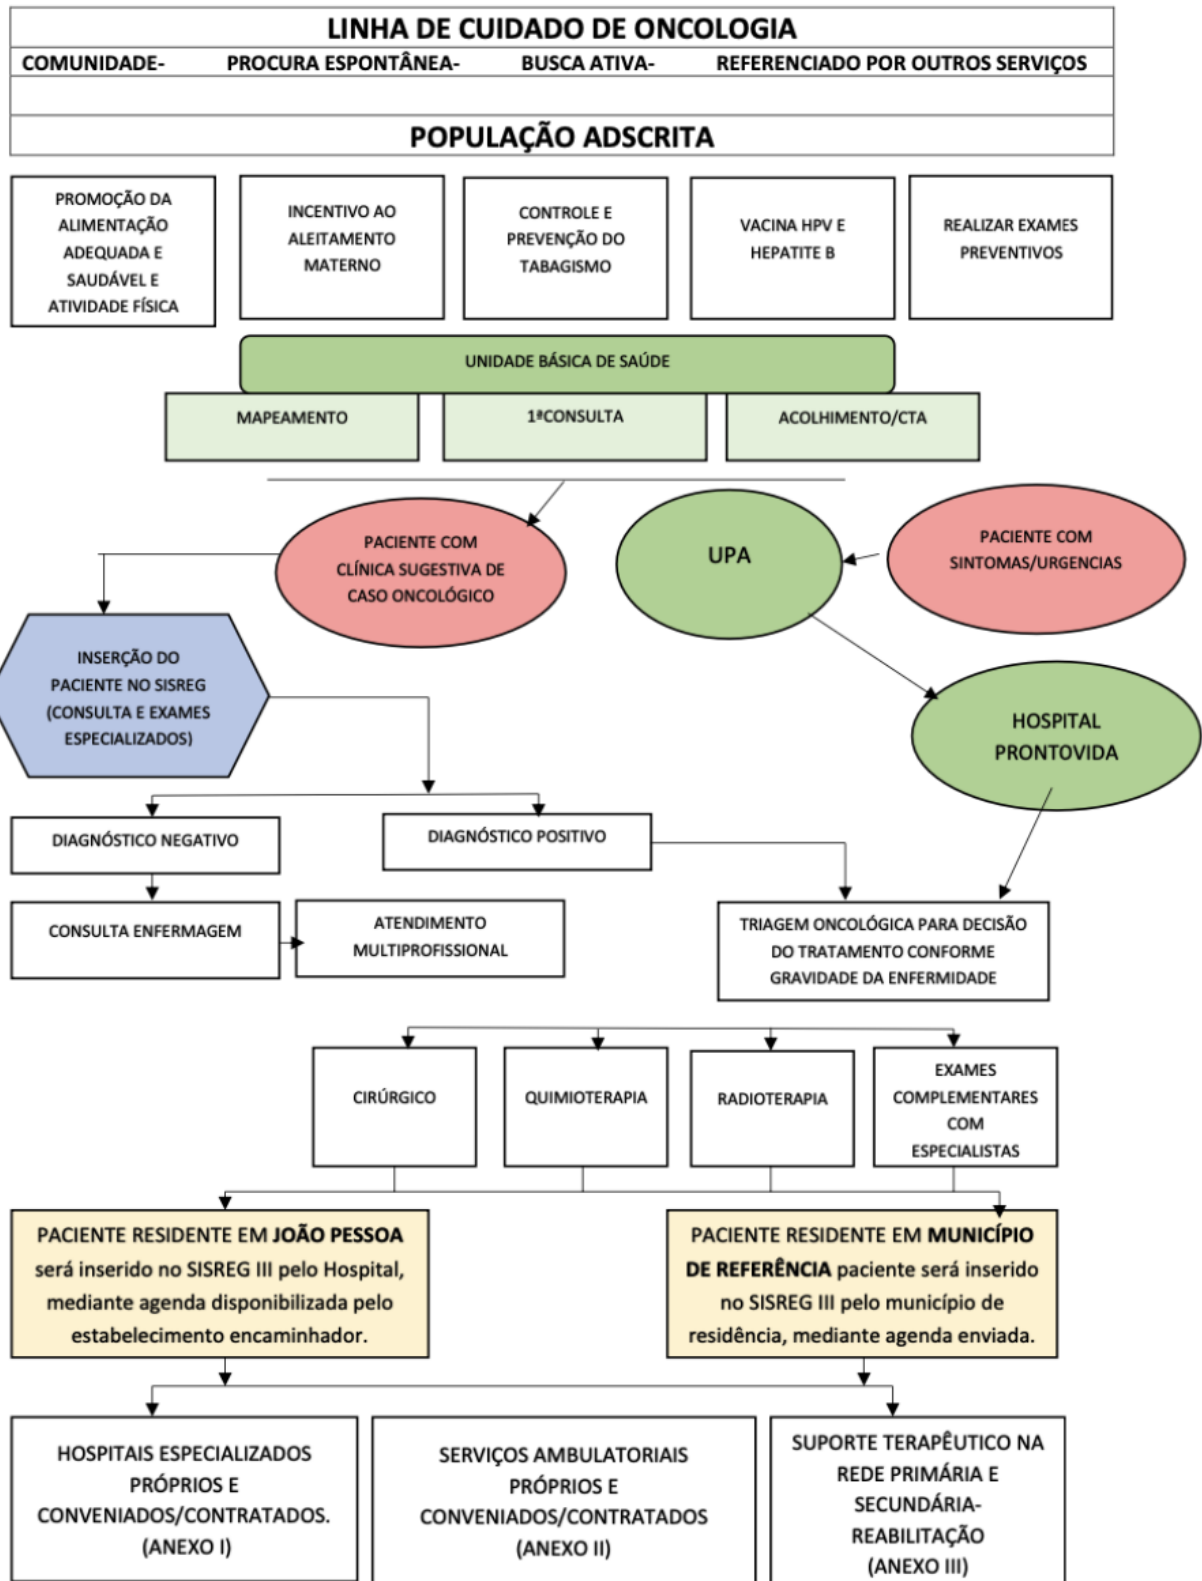 LINHA DE CUIDADO DE ONCOLOGIA
COMUNIDADE- PROCURA ESPONTÂNEA- BUSCA ATIVA- REFERENCIADO POR OUTROS SERVIÇOS
POPULAÇÃO ADSCRITA
PROMOÇÃO DA
ALIMENTAÇÃO
ADEQUADA E
SAUDÁVEL E
ATIVIDADE FÍSICA
INCENTIVO AO
ALEITAMENTO
MATERNO
CONTROLE E
PREVENÇÃO DO
TABAGISMO
VACINA HPV E
HEPATITE B
REALIZAR EXAMES
PREVENTIVOS
UNIDADE BÁSICA DE SAÚDE
MAPEAMENTO
1ªCONSULTA
ACOLHIMENTO/CTA
PACIENTE COM
CLÍNICA SUGESTIVA DE
CASO ONCOLÓGICO
UPA
PACIENTE COM
SINTOMAS/URGENCIAS
INSERÇÃO DO
PACIENTE NO SISREG
(CONSULTA E EXAMES
ESPECIALIZADOS)
HOSPITAL
PRONTOVIDA
DIAGNÓSTICO NEGATIVO
DIAGNÓSTICO POSITIVO
CONSULTA ENFERMAGEM
ATENDIMENTO
MULTIPROFISSIONAL
TRIAGEM ONCOLÓGICA PARA DECISÃO
DO TRATAMENTO CONFORME
GRAVIDADE DA ENFERMIDADE
CIRÚRGICO
QUIMIOTERAPIA
RADIOTERAPIA
EXAMES
COMPLEMENTARES
COM
ESPECIALISTAS
PACIENTE RESIDENTE EM JOÃO PESSOA
será inserido no SISREG III pelo Hospital,
mediante agenda disponibilizada pelo
estabelecimento encaminhador.
PACIENTE RESIDENTE EM MUNICÍPIO
DE REFERÊNCIA paciente será inserido
no SISREG III pelo município de
residência, mediante agenda enviada.
HOSPITAIS ESPECIALIZADOS
PRÓPRIOS E
CONVENIADOS/CONTRATADOS.
(ANEXO I)
SERVIÇOS AMBULATORIAIS
PRÓPRIOS E
CONVENIADOS/CONTRATADOS
(ANEXO II)
SUPORTE TERAPÊUTICO NA
REDE PRIMÁRIA E
SECUNDÁRIA-
REABILITAÇÃO
(ANEXO III)